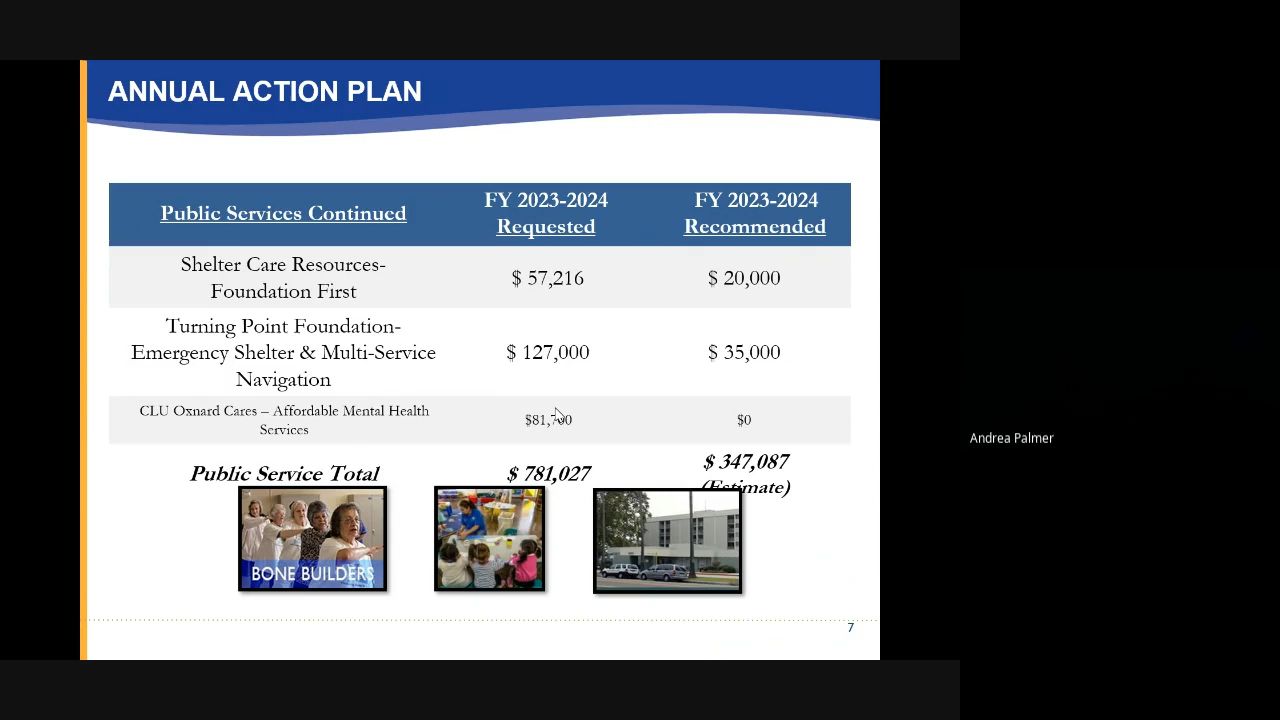 ANNUAL ACTION PLAN
Public Services Continued
FY 2023-2024
Requested
FY 2023-2024
Recommended
Shelter Care Resources-
Foundation First
$ 57,216
$ 20,000
Turning Point Foundation-
Emergency Shelter & Multi-Service
Navigation
$ 127,000
$ 35,000
CLU Oxnard Cares – Affordable Mental Health
Services
$0
Public Service Total
$ 781,027
$ 347,087
(Estimate)
BONE BUILDERS
7
Andrea Palmer